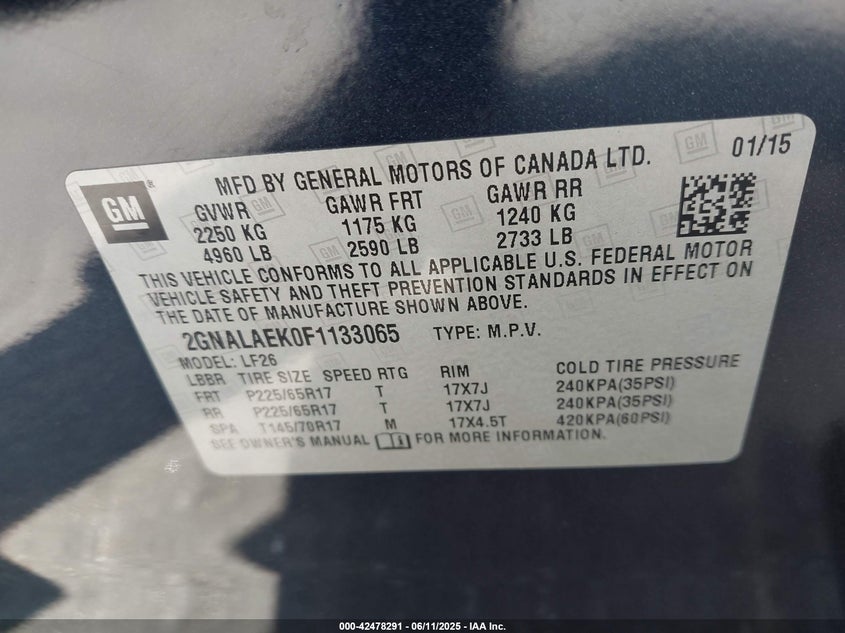 GM
®
MFD BY GENERAL MOTORS OF CANADA LTD.
01/15
GVWR GAWR FRT GAWR RR
2250 KG 1175 KG 1240 KG
4960 LB 2590 LB 2733 LB
THIS VEHICLE CONFORMS TO ALL APPLICABLE U.S. FEDERAL MOTOR
VEHICLE SAFETY AND THEFT PREVENTION STANDARDS IN EFFECT ON
THE DATE OF MANUFACTURE SHOWN ABOVE.
2GNALAEK0F1133065 TYPE: M.P.V.
MODEL: LF26
LBBR TIRE SIZE SPEED RTG RIM COLD TIRE PRESSURE
FRT P225/65R17 T 17X7J 240KPA(35PSI)
RR P225/65R17 T 17X7J 240KPA(35PSI)
SPA T145/70R17 M 17X4.5T 420KPA(60PSI)
SEE OWNER'S MANUAL FOR MORE INFORMATION.
000-42478291 - 06/11/2025 - IAA Inc.